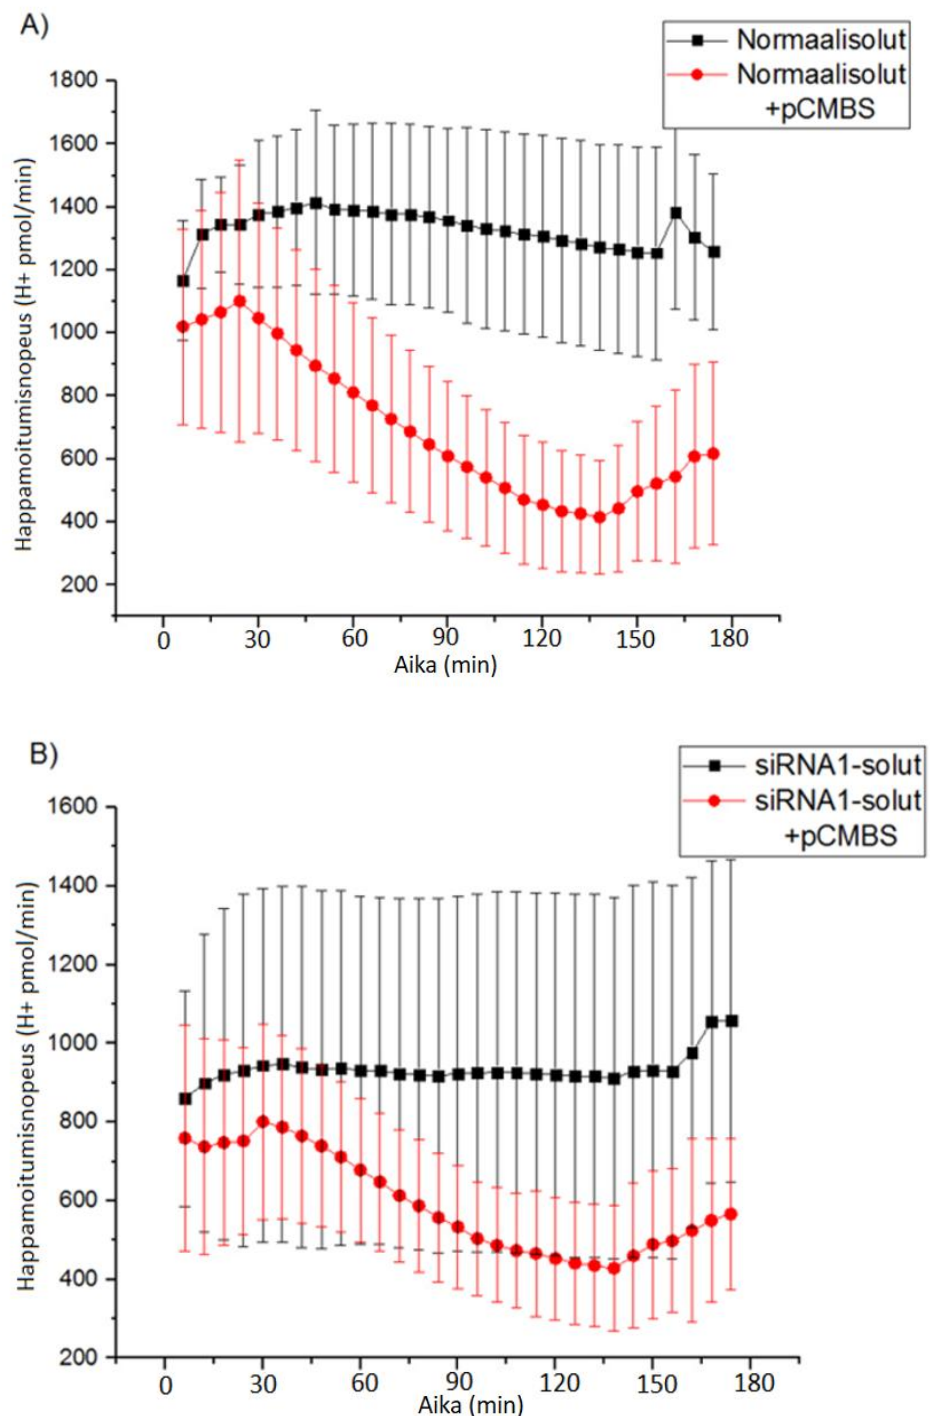 A)
Normaalisolut
Normaalisolut
+pCMBS
1800
1600
1400
1200
1000
800
600
400
200
Happamoitumisnopeus (H+ pmol/min)
0 30 60 90 120 150 180
Aika (min)
B)
siRNA1-solut
siRNA1-solut
+pCMBS
1600
1400
1200
1000
800
600
400
200
Happamoitumisnopeus (H+ pmol/min)
0 30 60 90 120 150 180
Aika (min)